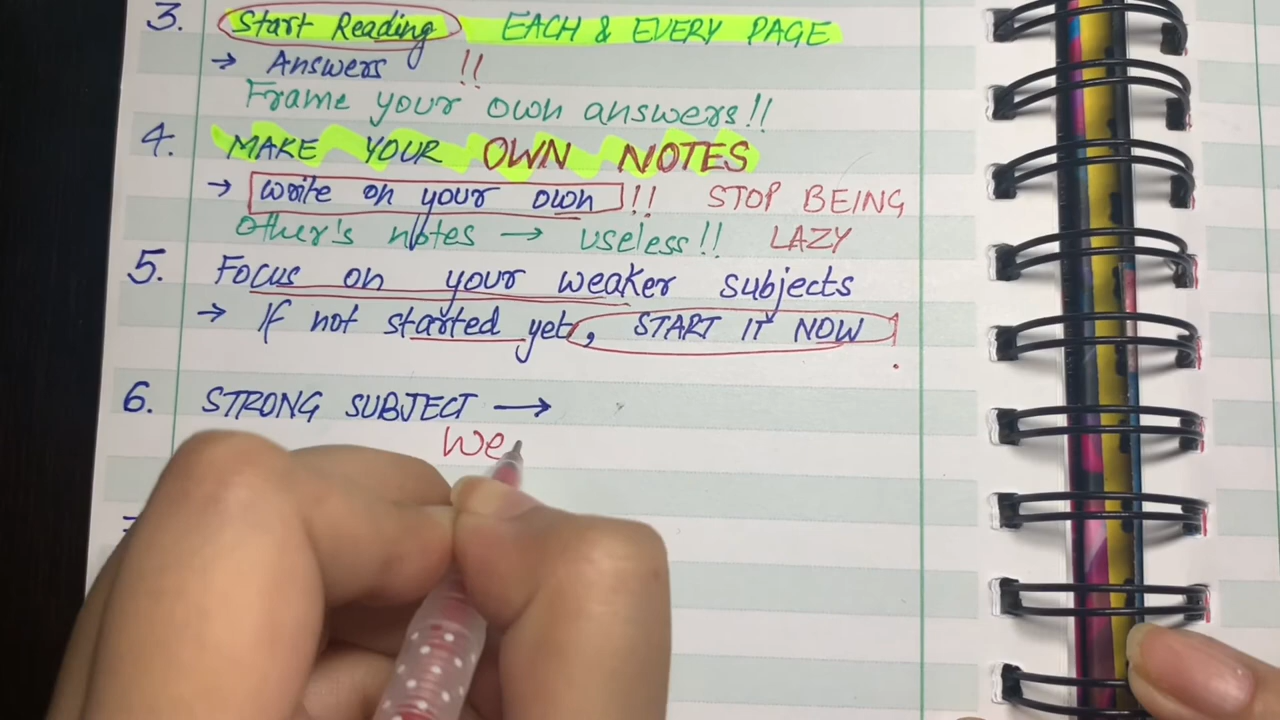 3. Start Reading EACH & EVERY PAGE
→ Answers !!
Frame your own answers!!
4. MAKE YOUR OWN NOTES
→ write on your own !! STOP BEING
Other's notes → useless!! LAZY
5. Focus on your weaker subjects
→ If not started yet, START IT NOW!
6. STRONG SUBJECT →
We